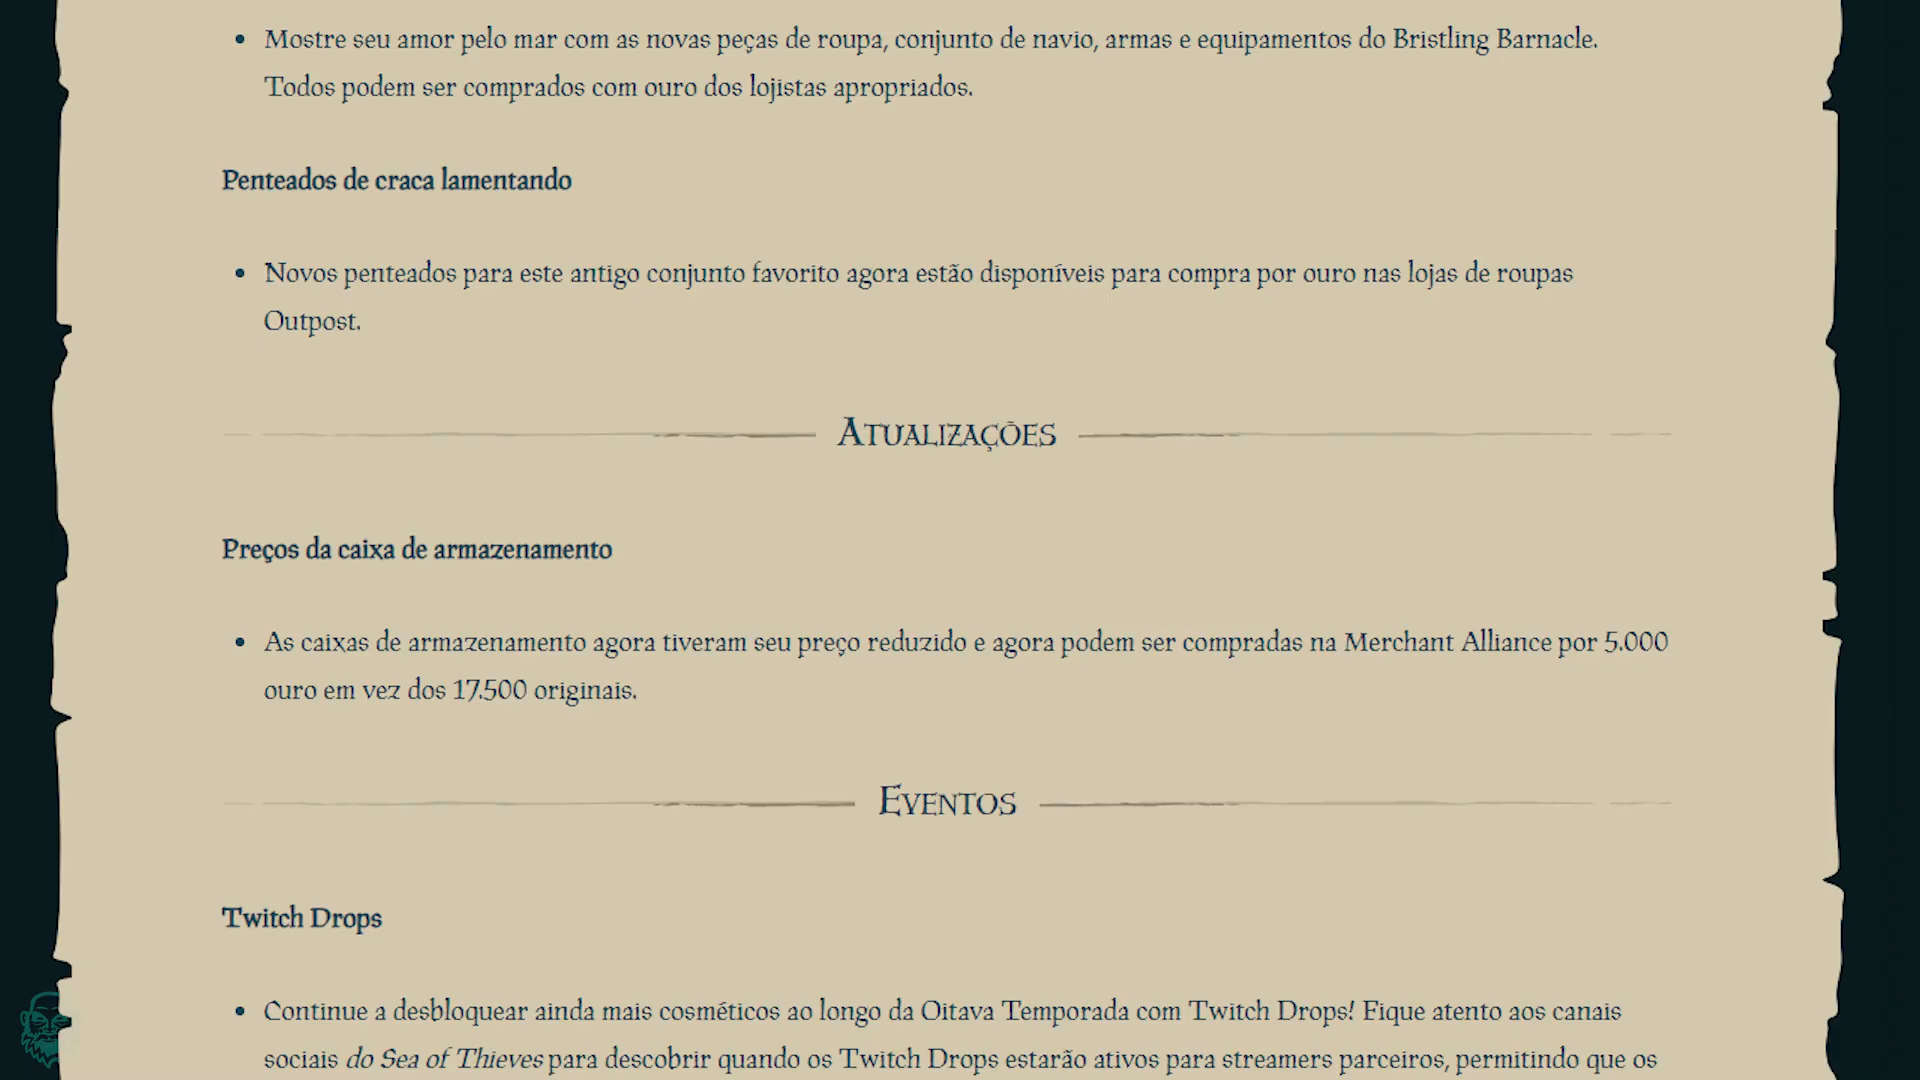 Mostre seu amor pelo mar com as novas peças de roupa, conjunto de navio, armas e equipamentos do Bristling Barnacle.
Todos podem ser comprados com ouro dos lojistas apropriados.
Penteados de craca lamentando
Novos penteados para este antigo conjunto favorito agora estão disponíveis para compra por ouro nas lojas de roupas
Outpost.
Atualizações
Preços da caixa de armazenamento
As caixas de armazenamento agora tiveram seu preço reduzido e agora podem ser compradas na Merchant Alliance por 5.000
ouro em vez dos 17.500 originais.
Eventos
Twitch Drops
Continue a desbloquear ainda mais cosméticos ao longo da Oitava Temporada com Twitch Drops! Fique atento aos canais
sociais do Sea of Thieves para descobrir quando os Twitch Drops estarão ativos para streamers parceiros, permitindo que os